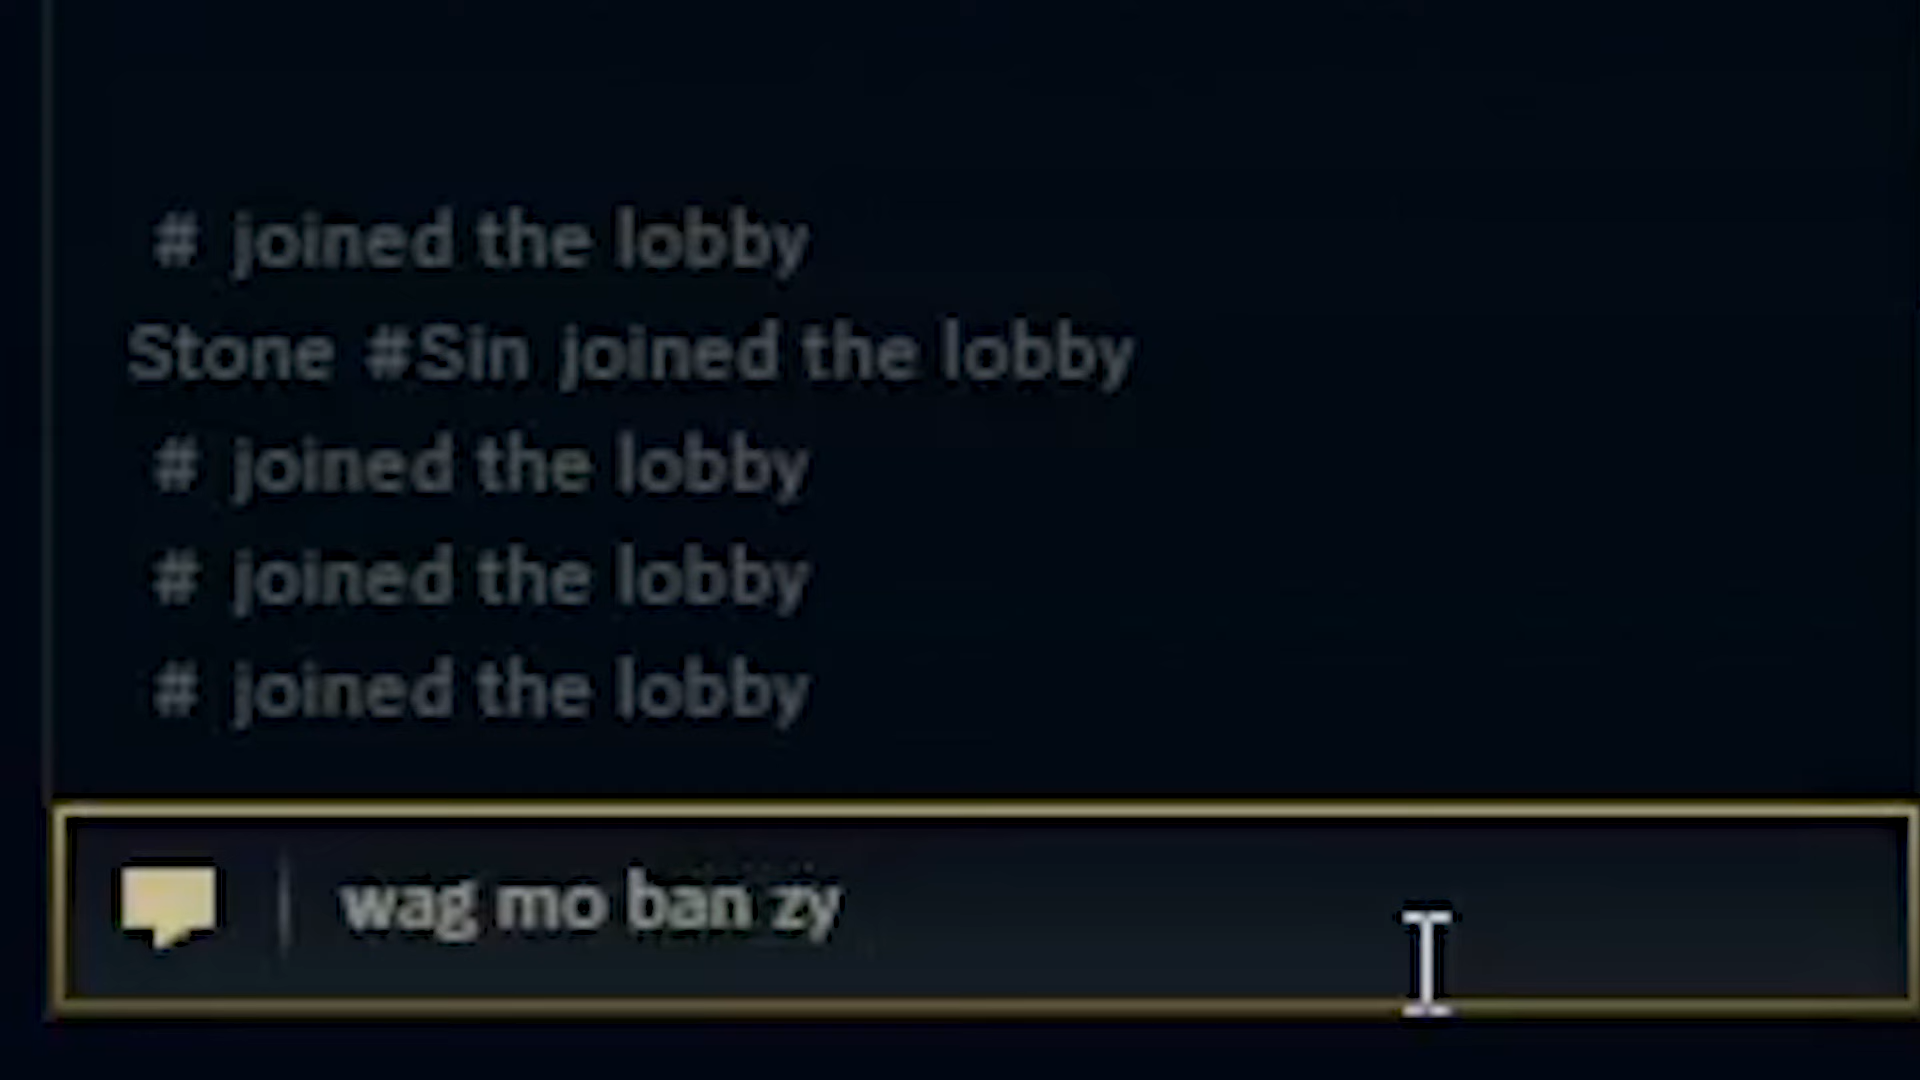 # joined the lobby
Stone #Sin joined the lobby
# joined the lobby
# joined the lobby
# joined the lobby
wag mo ban zy